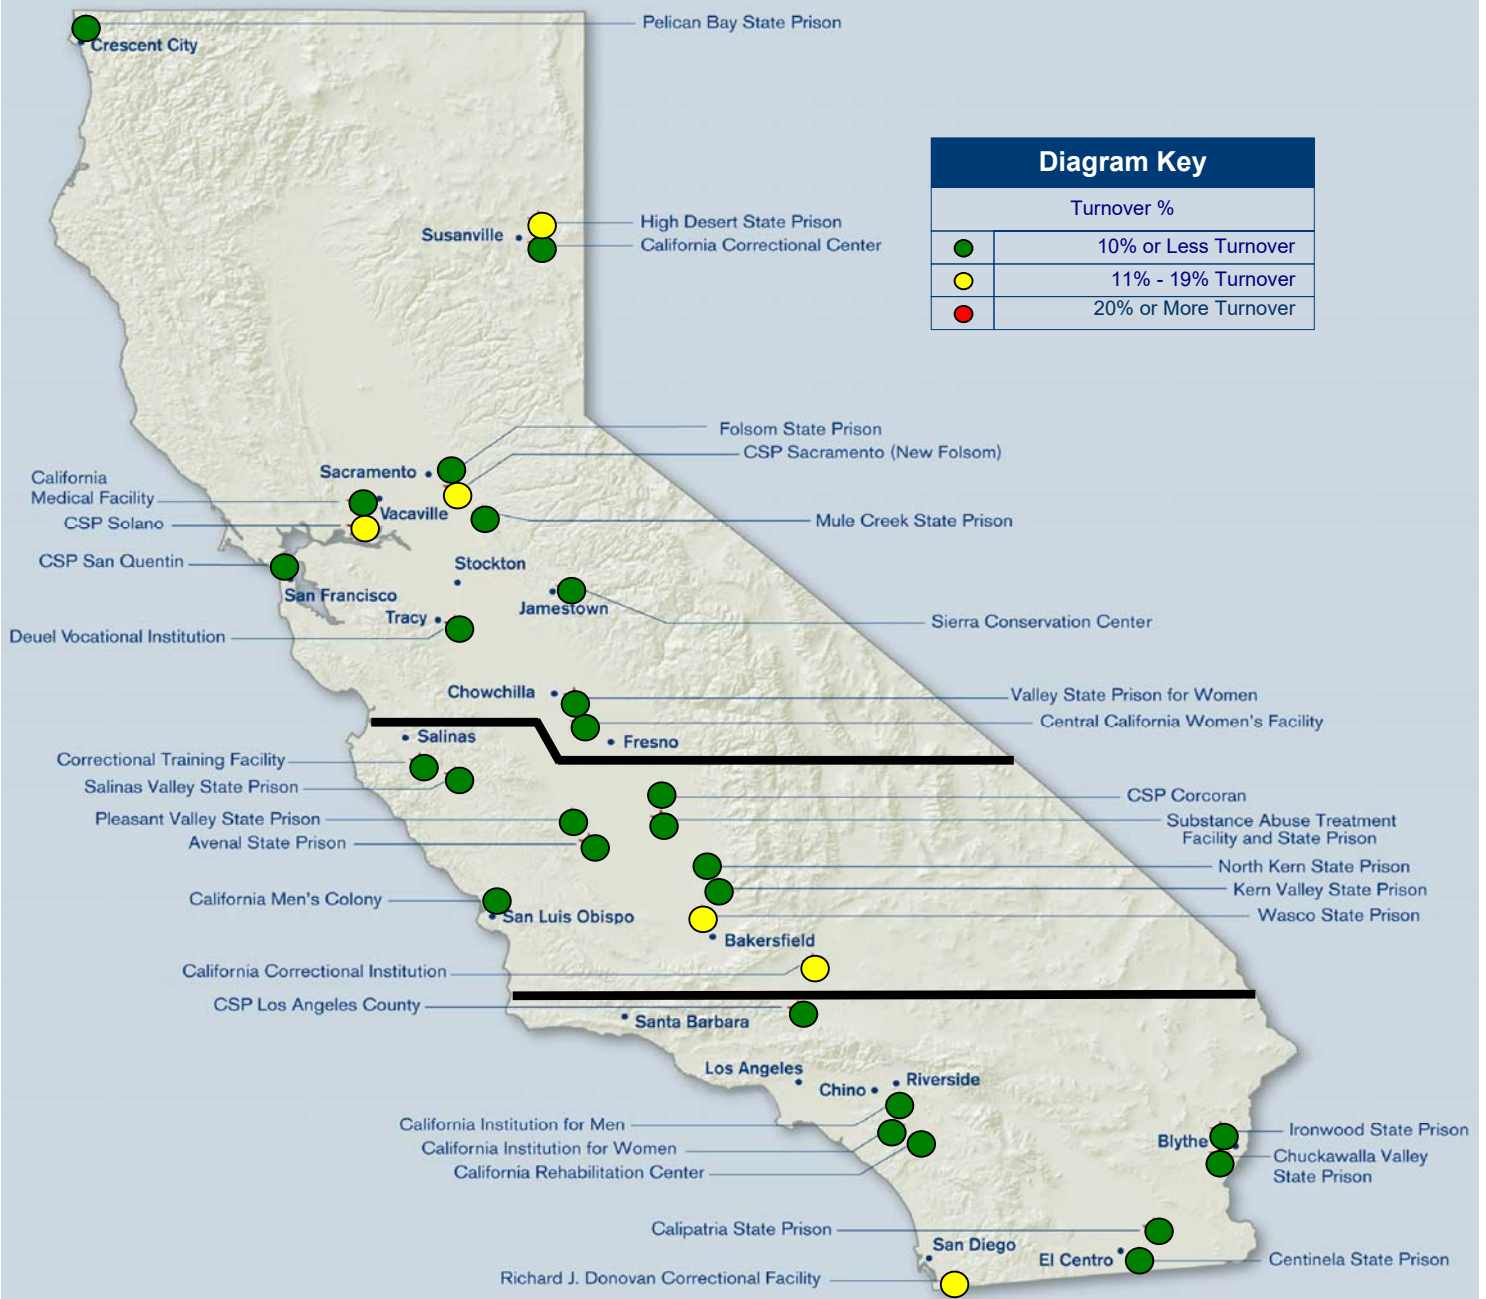 Pelican Bay State Prison
Crescent City
Diagram Key
Turnover %
10% or Less Turnover
11% - 19% Turnover
20% or More Turnover
High Desert State Prison
Susanville
California Correctional Center
Folsom State Prison
CSP Sacramento (New Folsom)
Sacramento
California
Medical Facility
Vacaville
CSP Solano
Mule Creek State Prison
CSP San Quentin
Stockton
San Francisco
Jamestown
Tracy
Sierra Conservation Center
Deuel Vocational Institution
Chowchilla
Valley State Prison for Women
Central California Women's Facility
Salinas
Fresno
Correctional Training Facility
Salinas Valley State Prison
CSP Corcoran
Pleasant Valley State Prison
Substance Abuse Treatment
Facility and State Prison
Avenal State Prison
North Kern State Prison
Kern Valley State Prison
California Men's Colony
San Luis Obispo
Wasco State Prison
Bakersfield
California Correctional Institution
CSP Los Angeles County
Santa Barbara
Los Angeles
Chino
Riverside
California Institution for Men
California Institution for Women
California Rehabilitation Center
Ironwood State Prison
Blythe
Chuckawalla Valley
State Prison
Calipatria State Prison
San Diego
El Centro
Centinela State Prison
Richard J. Donovan Correctional Facility